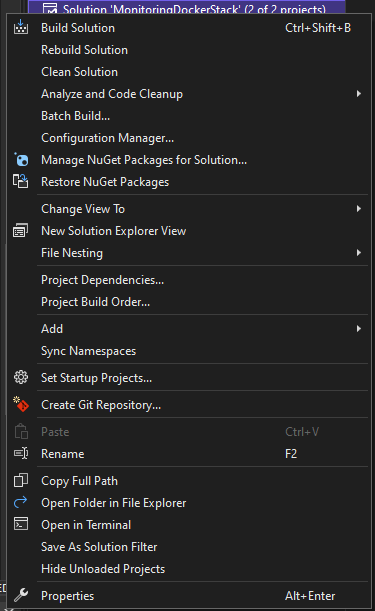 Solution 'MonitoringDockerStack' (2 of 2 projects)
Build Solution Ctrl+Shift+B
Rebuild Solution
Clean Solution
Analyze and Code Cleanup
Batch Build...
Configuration Manager...
Manage NuGet Packages for Solution...
Restore NuGet Packages
Change View To
New Solution Explorer View
File Nesting
Project Dependencies...
Project Build Order...
Add
Sync Namespaces
Set Startup Projects...
Create Git Repository...
Paste Ctrl+V
Rename F2
Copy Full Path
Open Folder in File Explorer
Open in Terminal
Save As Solution Filter
Hide Unloaded Projects
Properties Alt+Enter